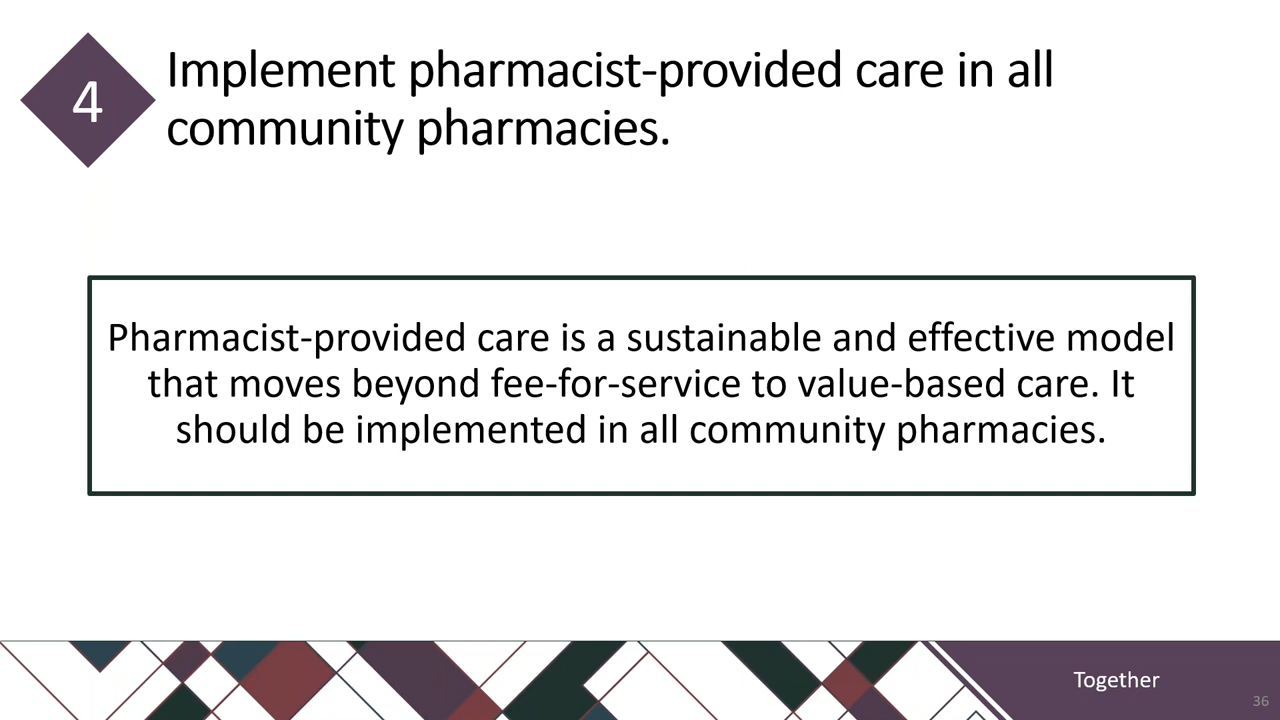 4
Implement pharmacist-provided care in all
community pharmacies.
Pharmacist-provided care is a sustainable and effective model
that moves beyond fee-for-service to value-based care. It
should be implemented in all community pharmacies.
Together
36